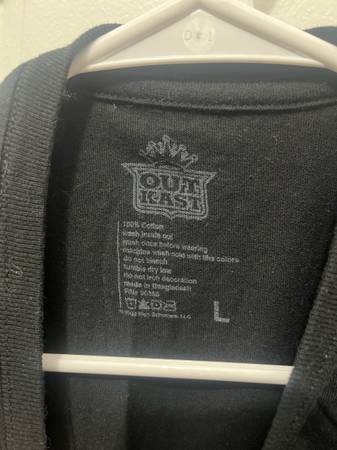 D*1
OUT
KAST
100% Cotton
wash inside out
wash once before wearing
machine wash cold with like colors
do not bleach
tumble dry low
do not iron decoration
made in Bangladesh
L